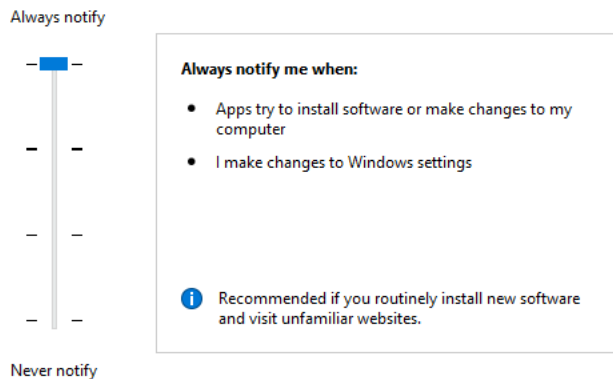 Always notify
Always notify me when:
Apps try to install software or make changes to my
computer
I make changes to Windows settings
Recommended if you routinely install new software
and visit unfamiliar websites.
Never notify